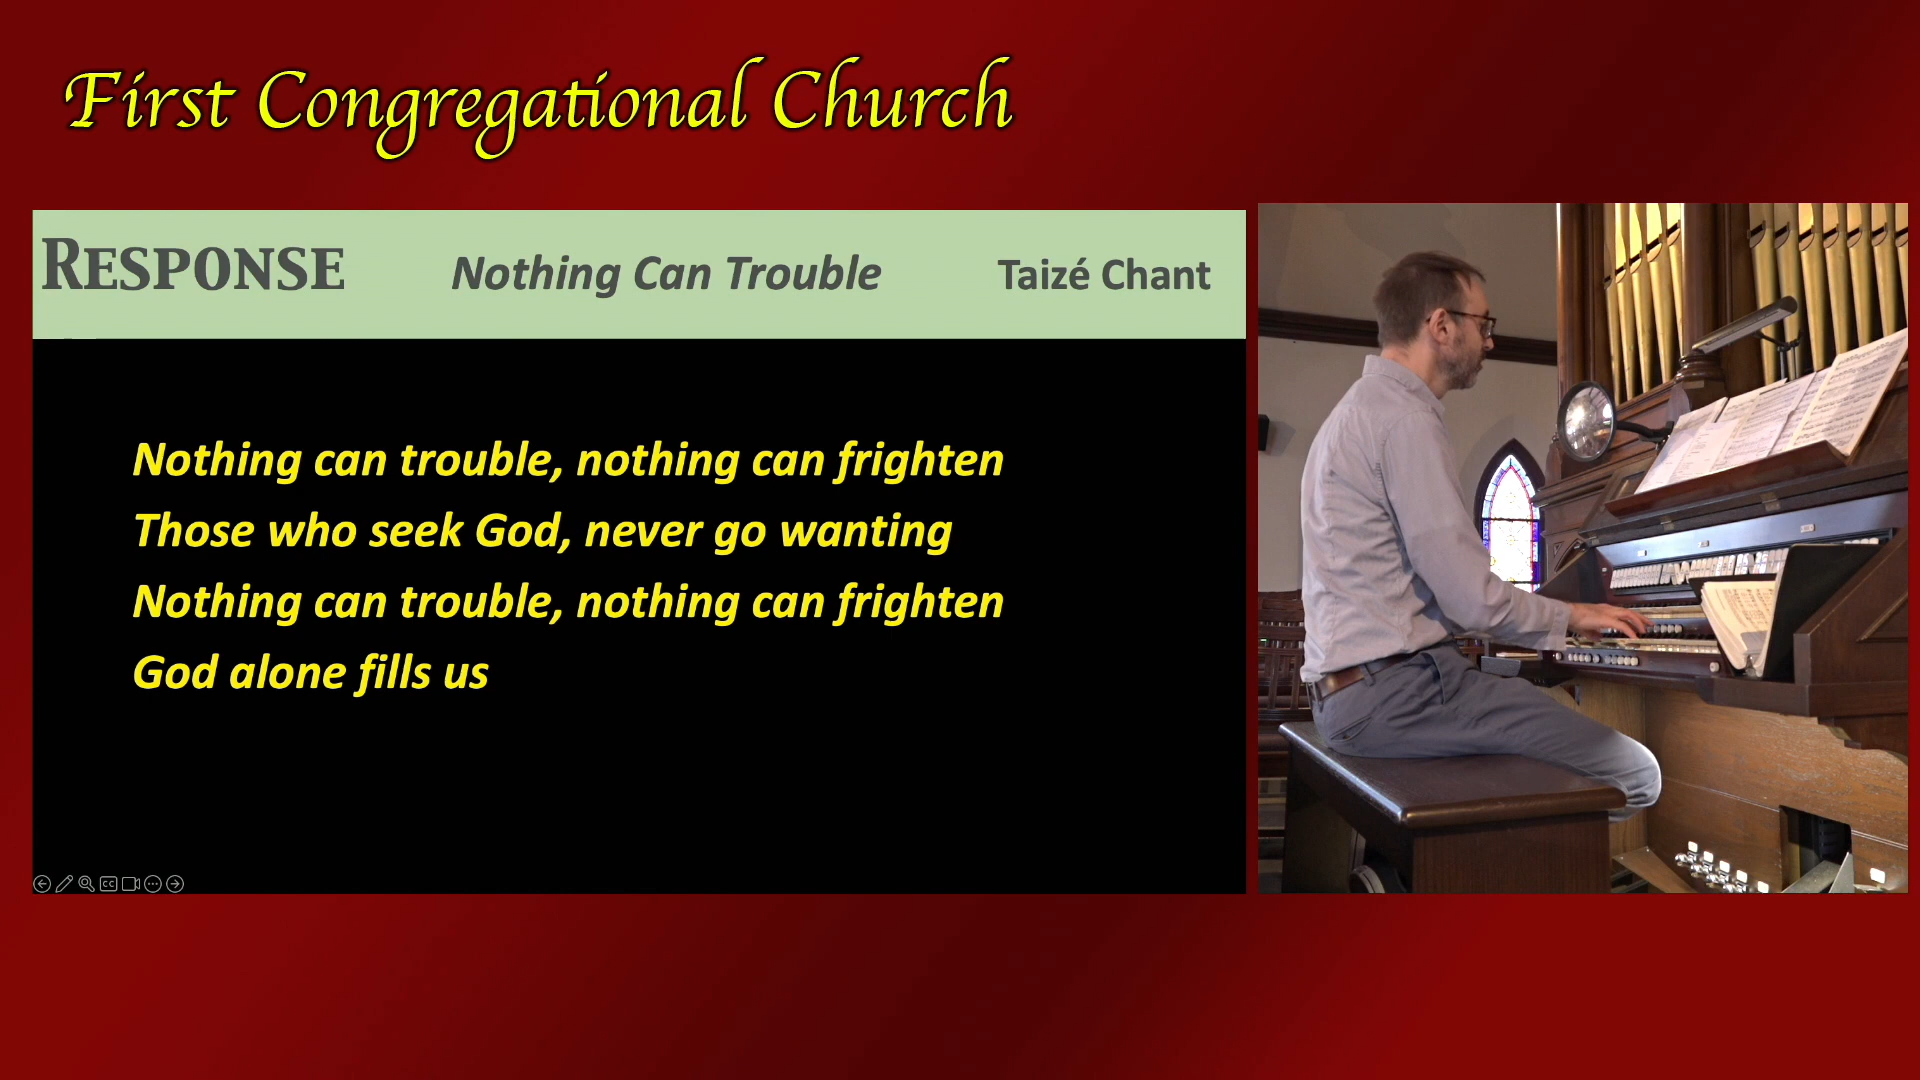 First Congregational Church
RESPONSE Nothing Can Trouble Taizé Chant
Nothing can trouble, nothing can frighten
Those who seek God, never go wanting
Nothing can trouble, nothing can frighten
God alone fills us